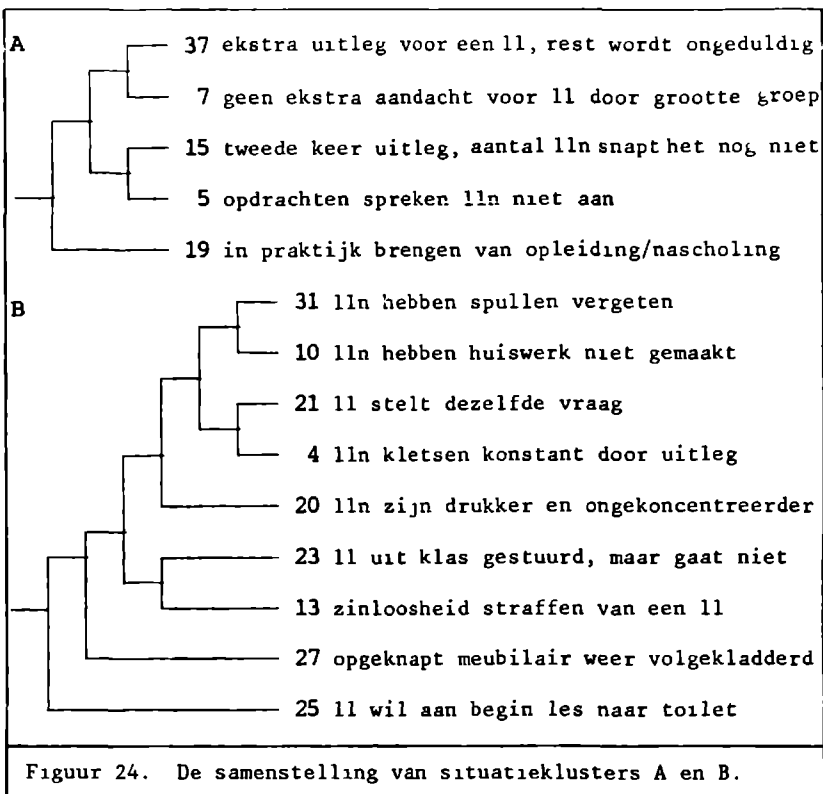 A
37 ekstra uitleg voor een ll, rest wordt ongeduldig
7 geen ekstra aandacht voor ll door grootte groep
15 tweede keer uitleg, aantal lln snapt het nog niet
5 opdrachten spreken lln niet aan
19 in praktijk brengen van opleiding/nascholing
B
31 lln hebben spullen vergeten
10 lln hebben huiswerk niet gemaakt
21 ll stelt dezelfde vraag
4 lln kletsen konstant door uitleg
20 lln zijn drukker en ongekoncentreerder
23 ll uit klas gestuurd, maar gaat niet
13 zinloosheid straffen van een ll
27 opgeknapt meubilair weer volgekladderd
25 ll wil aan begin les naar toilet
Figuur 24. De samenstelling van situatieklusters A en B.